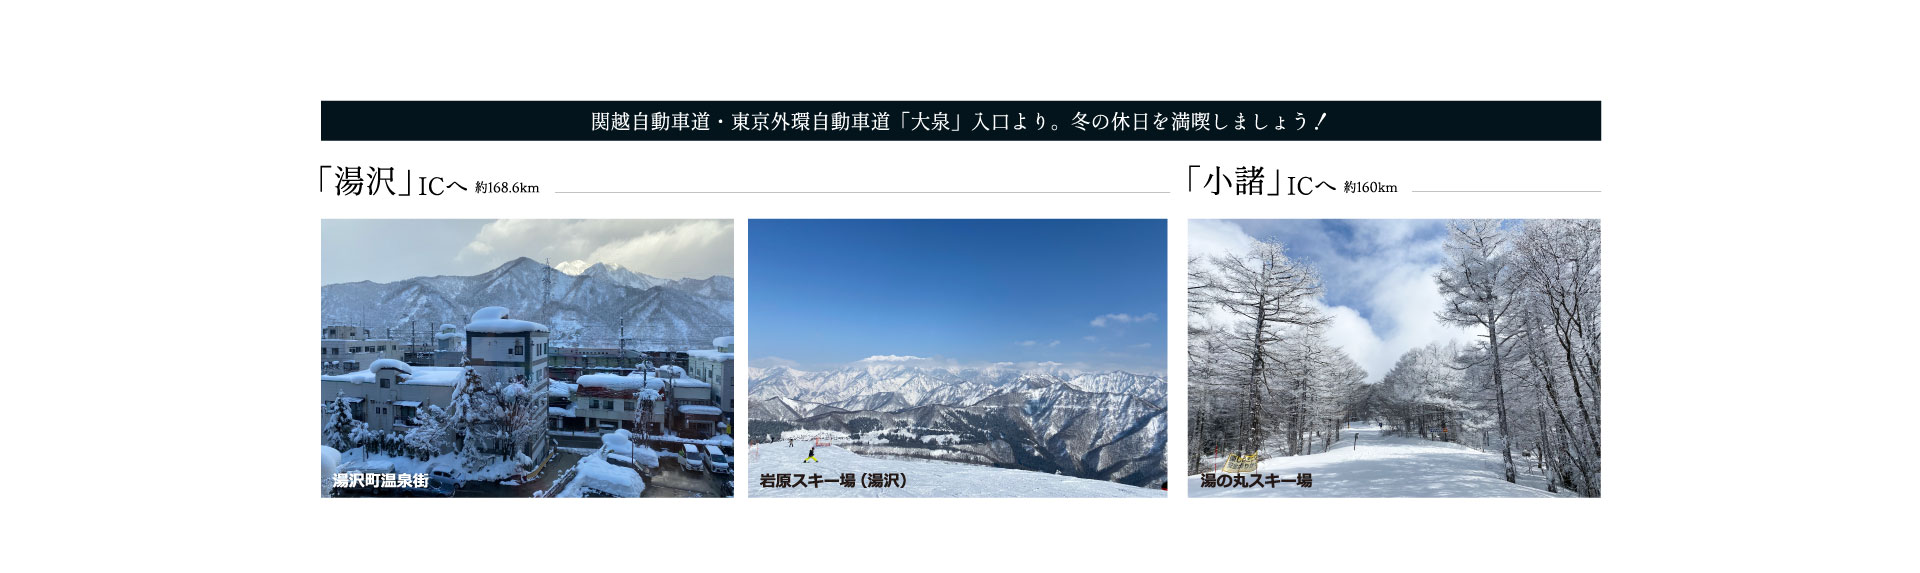 関越自動車道・東京外環自動車道「大泉」入口より。冬の休日を満喫しましょう！
「湯沢」ICへ 約168.6km
「小諸」ICへ 約160km
湯沢町温泉街
岩原スキー場（湯沢）
湯の丸スキー場